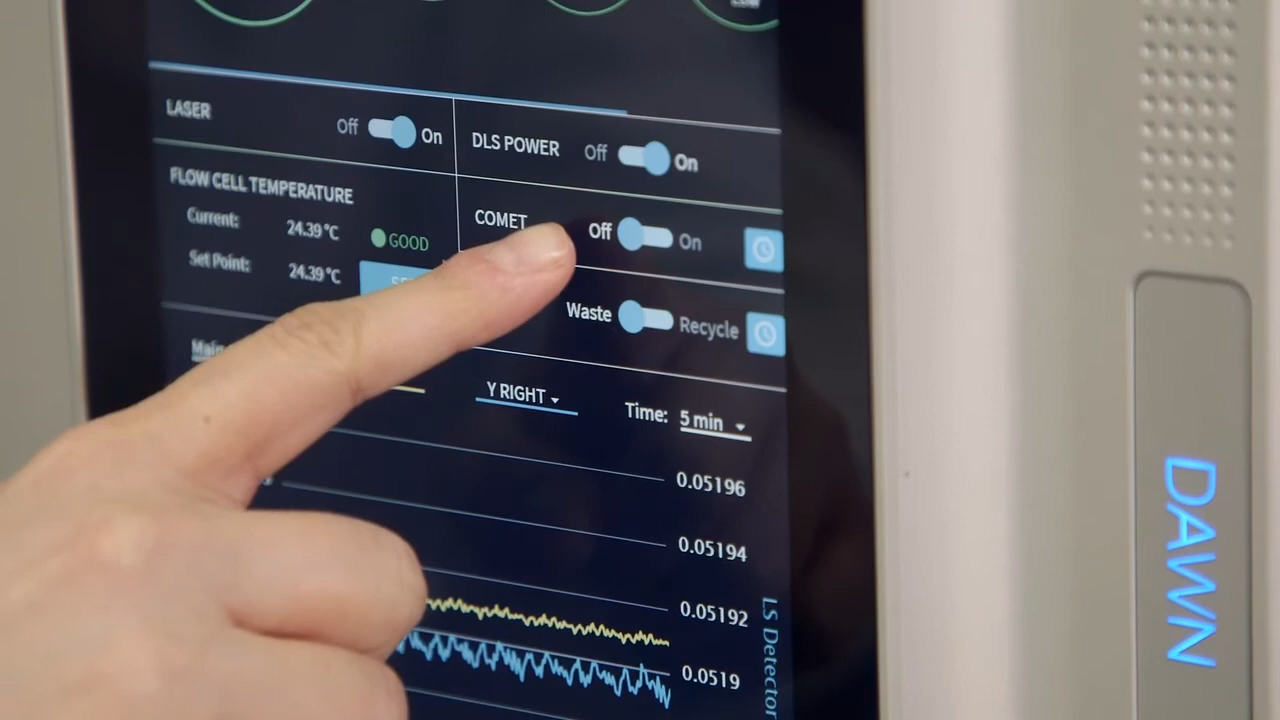 LASER
Off On
DLS POWER
Off On
FLOW CELL TEMPERATURE
Current: 24.39 °C
GOOD
Set Point: 24.39 °C
COMET
Off On
Waste Recycle
Y RIGHT
Time: 5 min
0.05196
0.05194
0.05192
0.0519
LS Detector
DAWN